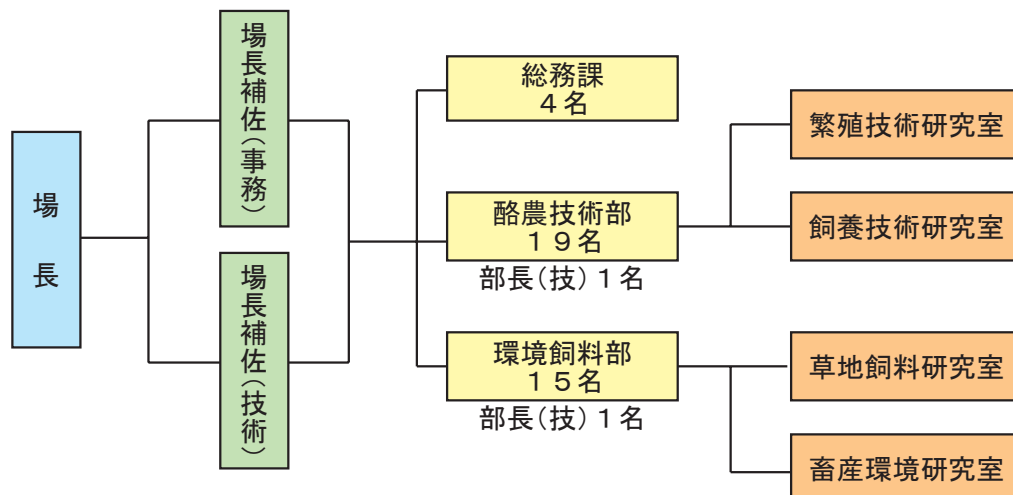 場長
場長補佐（事務）
場長補佐（技術）
総務課
４名
酪農技術部
１９名
部長（技）１名
環境飼料部
１５名
部長（技）１名
繁殖技術研究室
飼養技術研究室
草地飼料研究室
畜産環境研究室